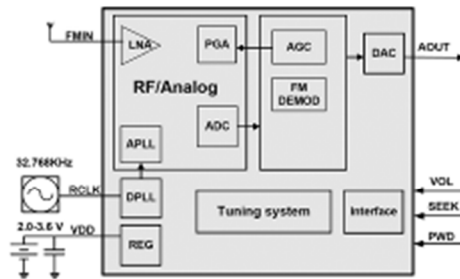 FMIN
LNA
PGA
AGC
DAC
AOUT
RF/Analog
FM
DEMOD
ADC
APLL
32.768KHz
RCLK
DPLL
VOL
SEEK
PWD
Tuning system
Interface
2.0-3.6 V
VDD
REG